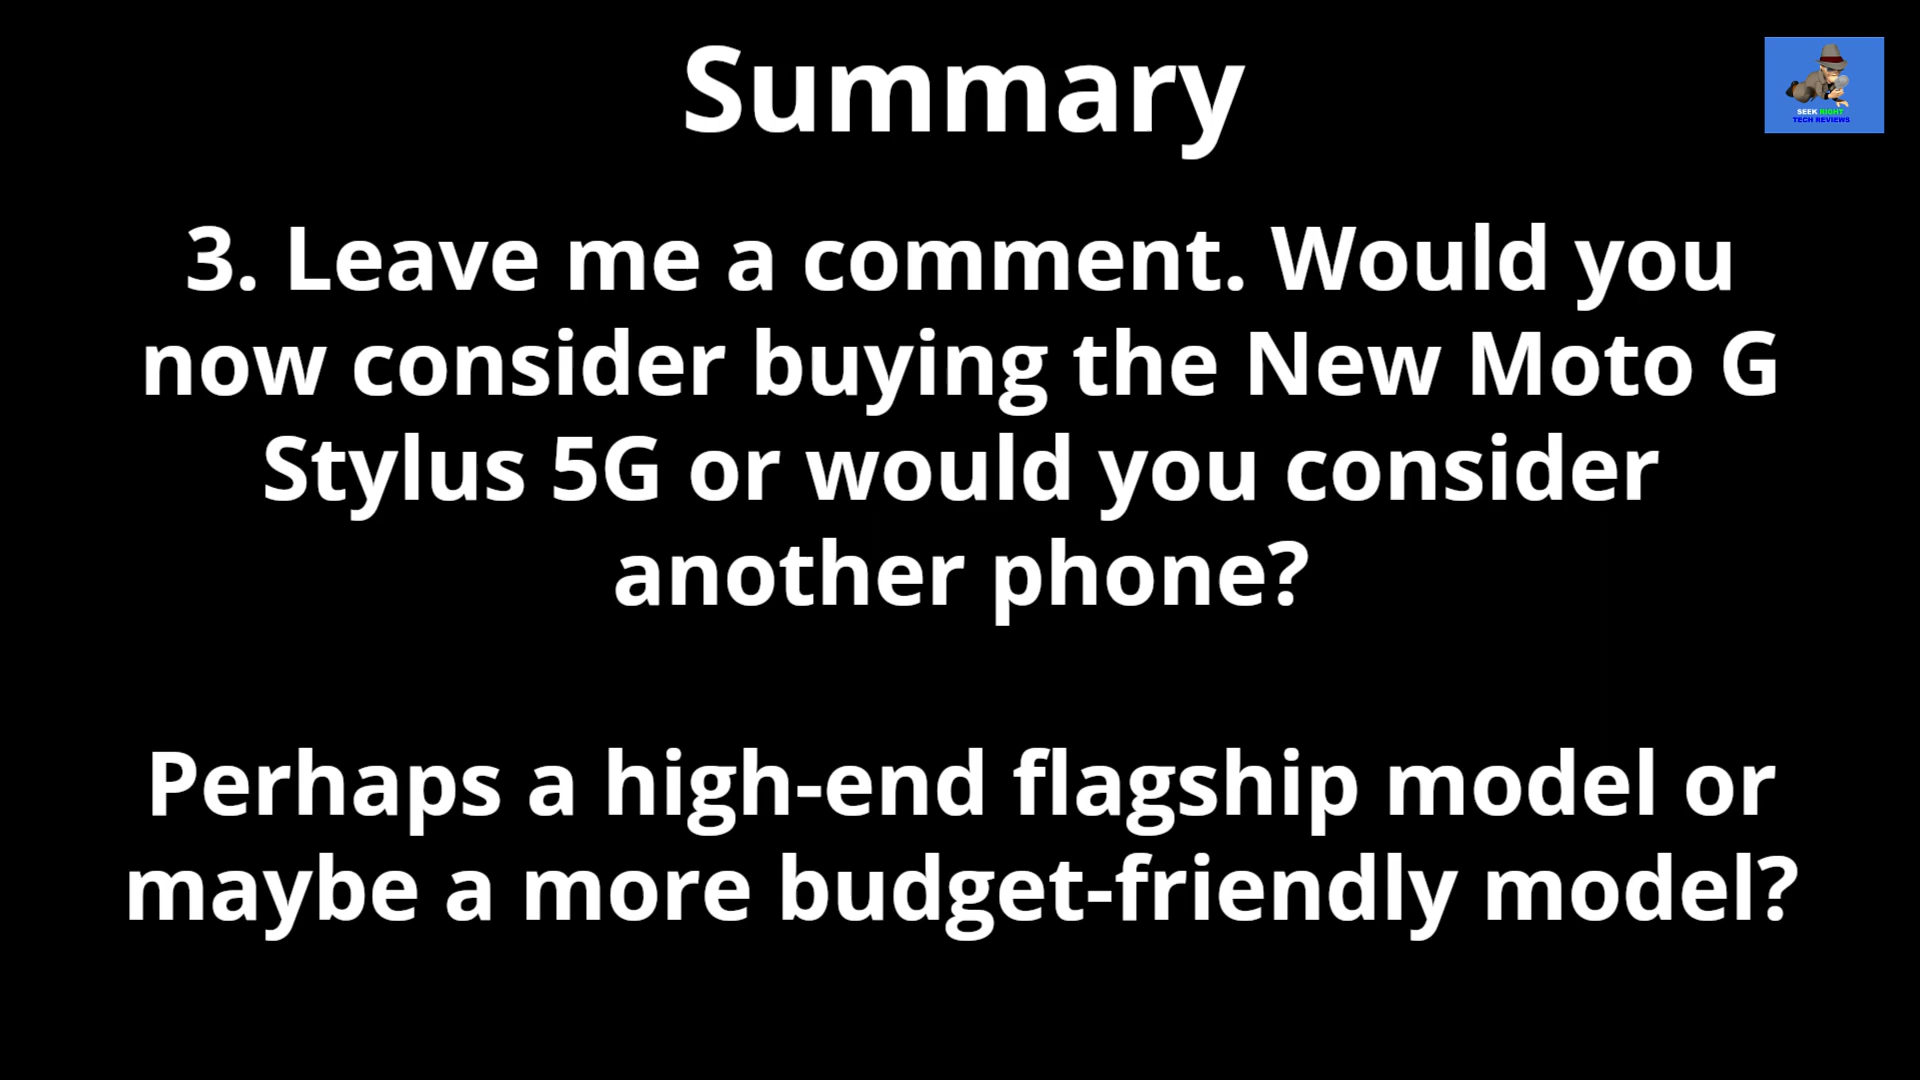 Summary
SEEK RIGHT
TECH REVIEWS
3. Leave me a comment. Would you
now consider buying the New Moto G
Stylus 5G or would you consider
another phone?
Perhaps a high-end flagship model or
maybe a more budget-friendly model?